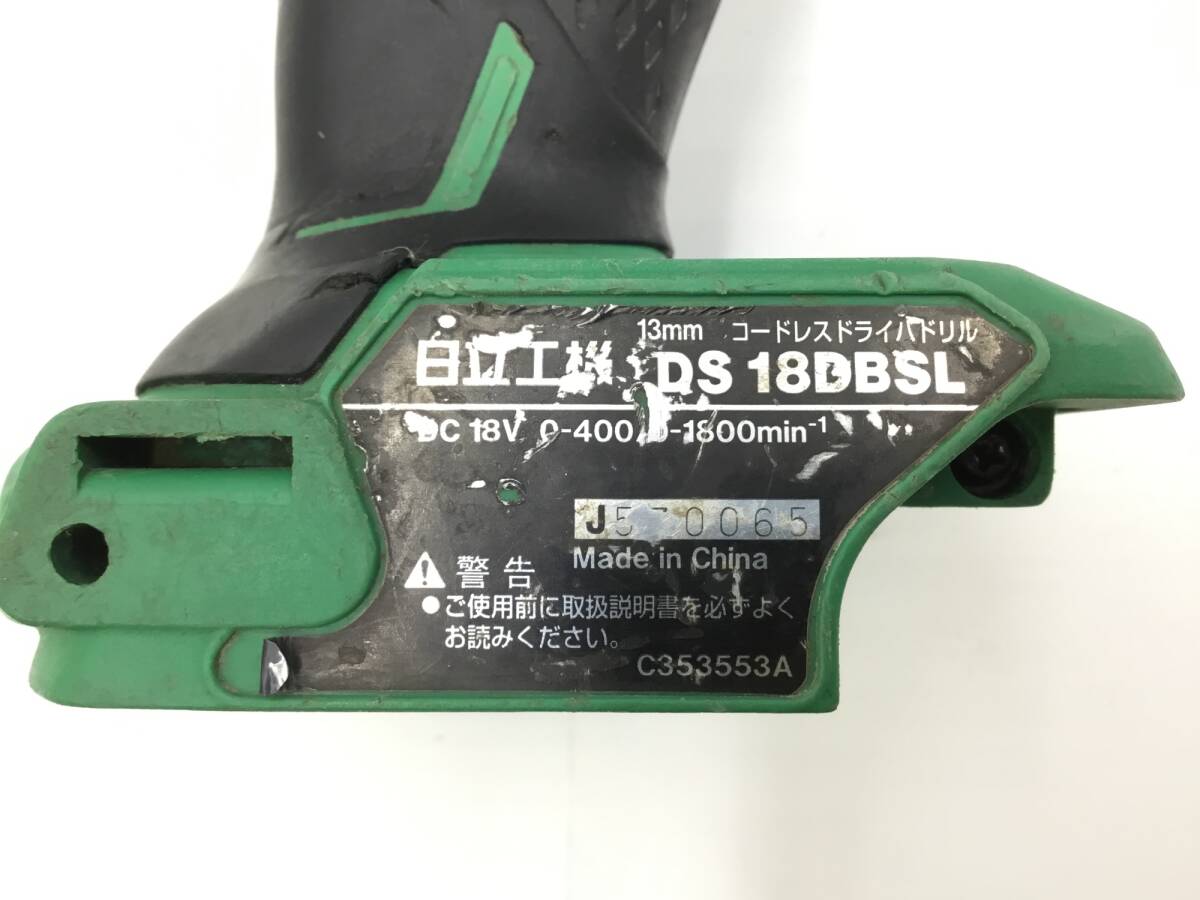 13mm コードレスドライバドリル
日立工機 DS 18DBSL
DC 18V 0-400/0-1800min⁻¹
J570065
Made in China
警告
●ご使用前に取扱説明書を必ずよく
お読みください。
C353553A